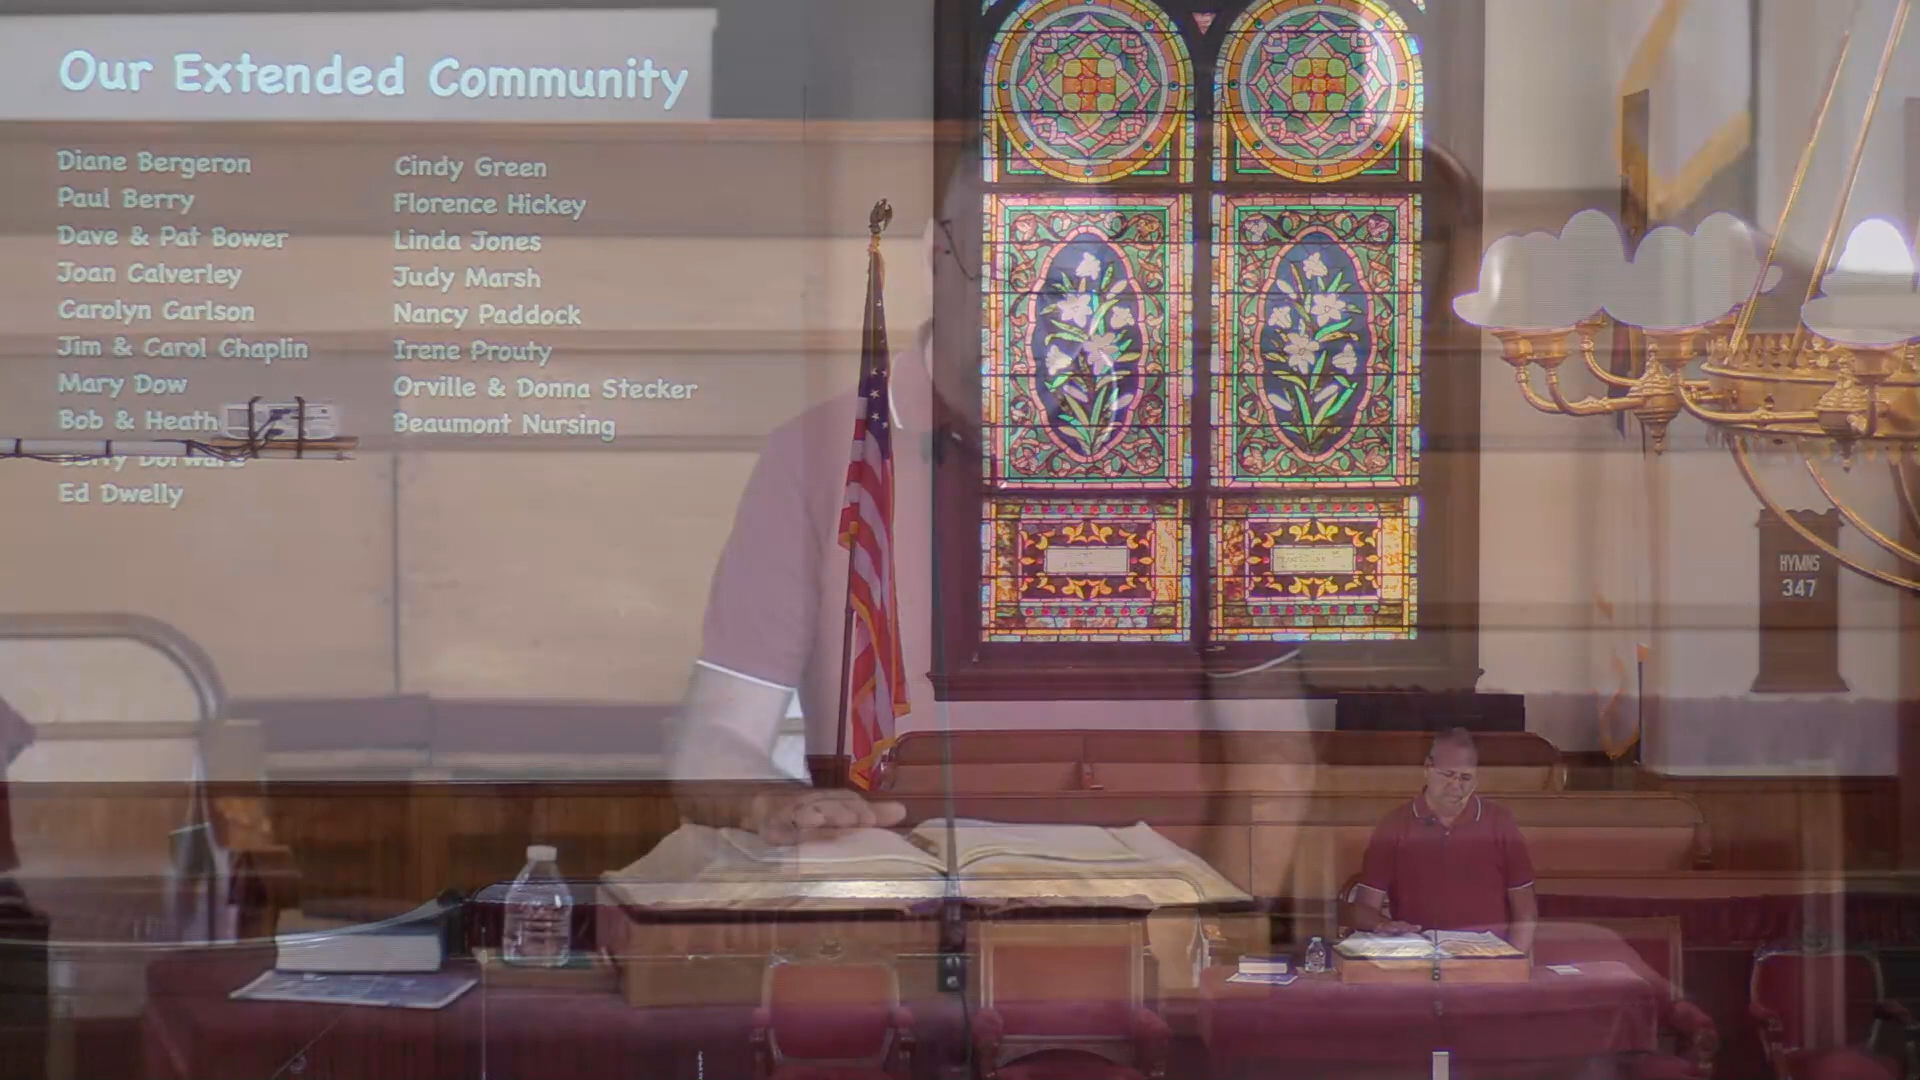 Our Extended Community
Diane Bergeron
Paul Berry
Dave & Pat Bower
Joan Calverley
Carolyn Carlson
Jim & Carol Chaplin
Mary Dow
Bob & Heath
Ed Dwelly
Cindy Green
Florence Hickey
Linda Jones
Judy Marsh
Nancy Paddock
Irene Prouty
Orville & Donna Stecker
Beaumont Nursing
HYMNS
347